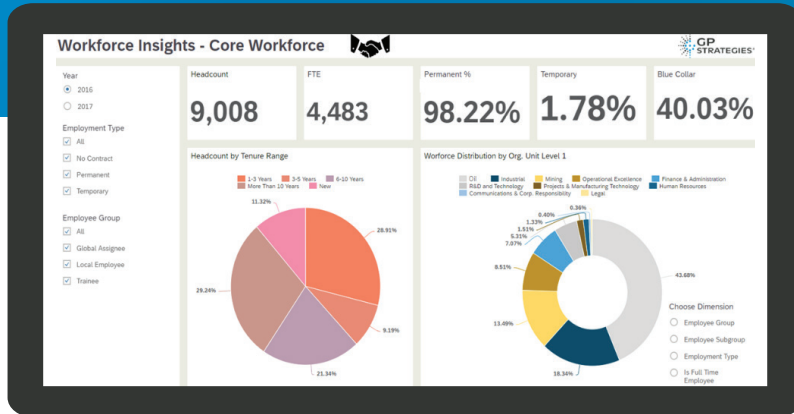 Workforce Insights - Core Workforce
GP
STRATEGIES
Year
2016
2017
Employment Type
All
No Contract
Permanent
Temporary
Employee Group
All
Global Assignee
Local Employee
Trainee
Headcount
9,008
FTE
4,483
Permanent %
98.22%
Temporary
1.78%
Blue Collar
40.03%
Headcount by Tenure Range
1-3 Years 3-5 Years 6-10 Years
More Than 10 Years New
11.32%
28.91%
29.24%
9.19%
21.34%
Worforce Distribution by Org. Unit Level 1
Oil Industrial Mining Operational Excellence Finance & Administration
R&D and Technology Projects & Manufacturing Technology Human Resources
Communications & Corp. Responsibility Legal
0.36%
0.40%
1.33%
1.51%
5.31%
7.07%
8.51%
43.68%
13.49%
18.34%
Choose Dimension
Employee Group
Employee Subgroup
Employment Type
Is Full Time
Employee